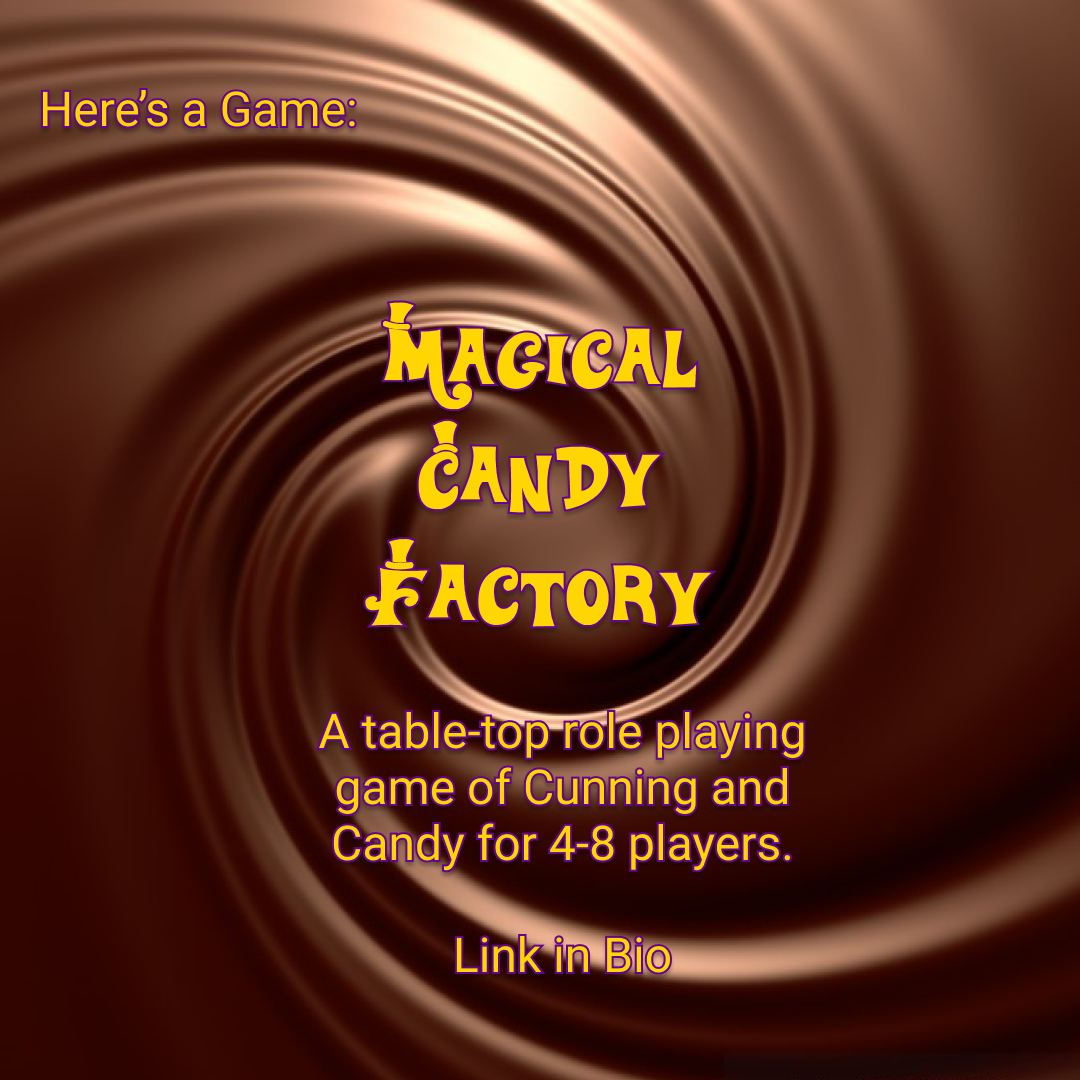 Here’s a Game:
Magical
Candy
Factory
A table-top role playing
game of Cunning and
Candy for 4-8 players.
Link in Bio